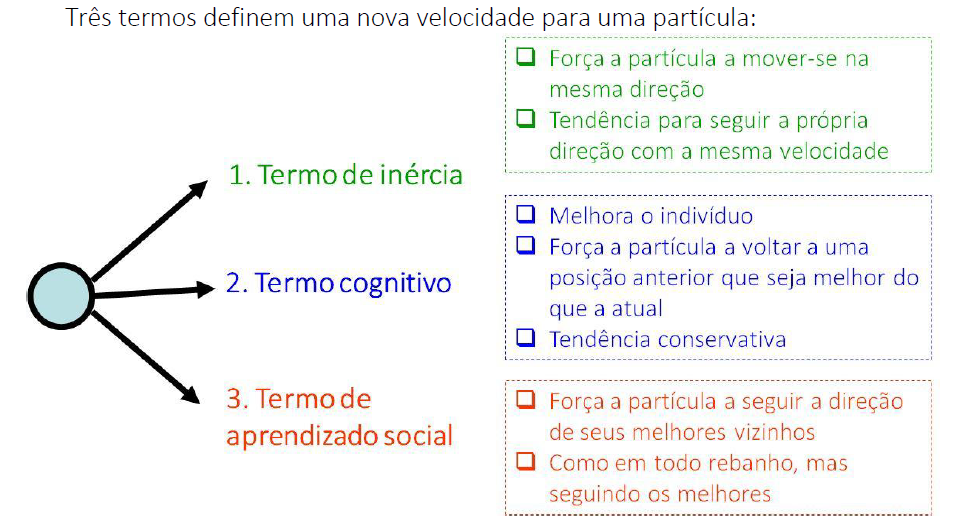 Três termos definem uma nova velocidade para uma partícula:
Força a partícula a mover-se na
mesma direção
Tendência para seguir a própria
direção com a mesma velocidade
1. Termo de inércia
Melhora o indivíduo
Força a partícula a voltar a uma
posição anterior que seja melhor do
que a atual
Tendência conservativa
2. Termo cognitivo
3. Termo de
aprendizado social
Força a partícula a seguir a direção
de seus melhores vizinhos
Como em todo rebanho, mas
seguindo os melhores